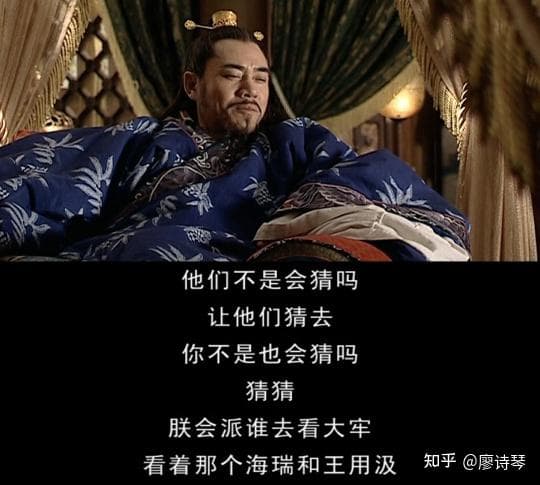 他们不是会猜吗
让他们猜去
你不是也会猜吗
猜猜
朕会派谁去看大牢
看着那个海瑞和王用汲
知乎 @廖诗琴